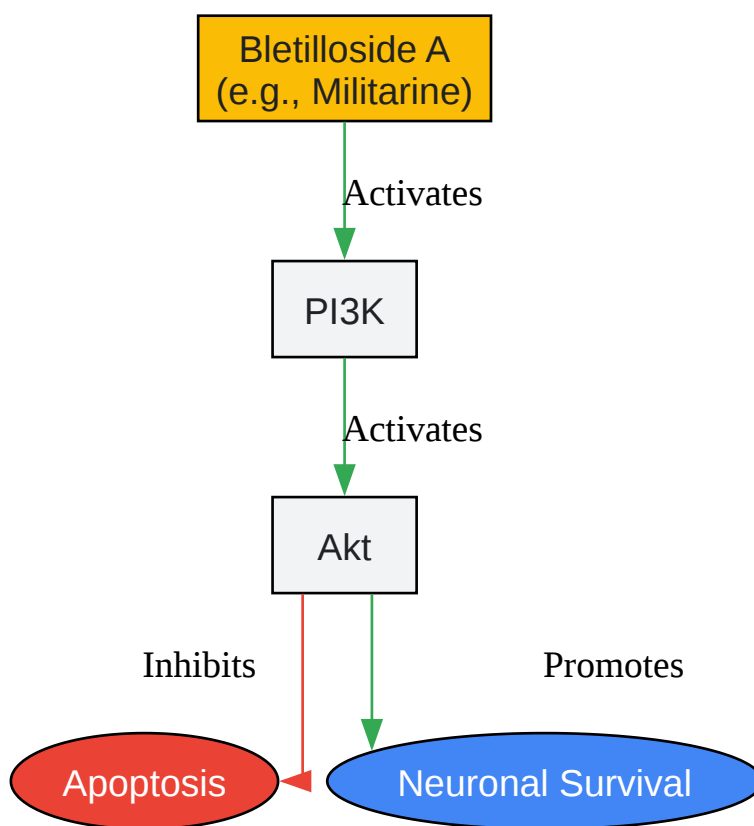 Bletilloside A
(e.g., Militarine)
Activates
PI3K
Activates
Akt
Inhibits
Promotes
Apoptosis
Neuronal Survival